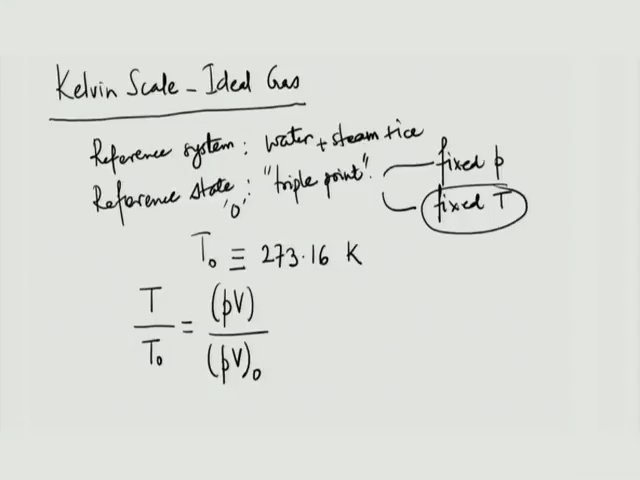 Kelvin Scale - Ideal Gas
Reference system : water + steam + ice
Reference state : "triple point" fixed p
'0' fixed T
T₀ ≡ 273.16 K
T / T₀ = (pV) / (pV)₀